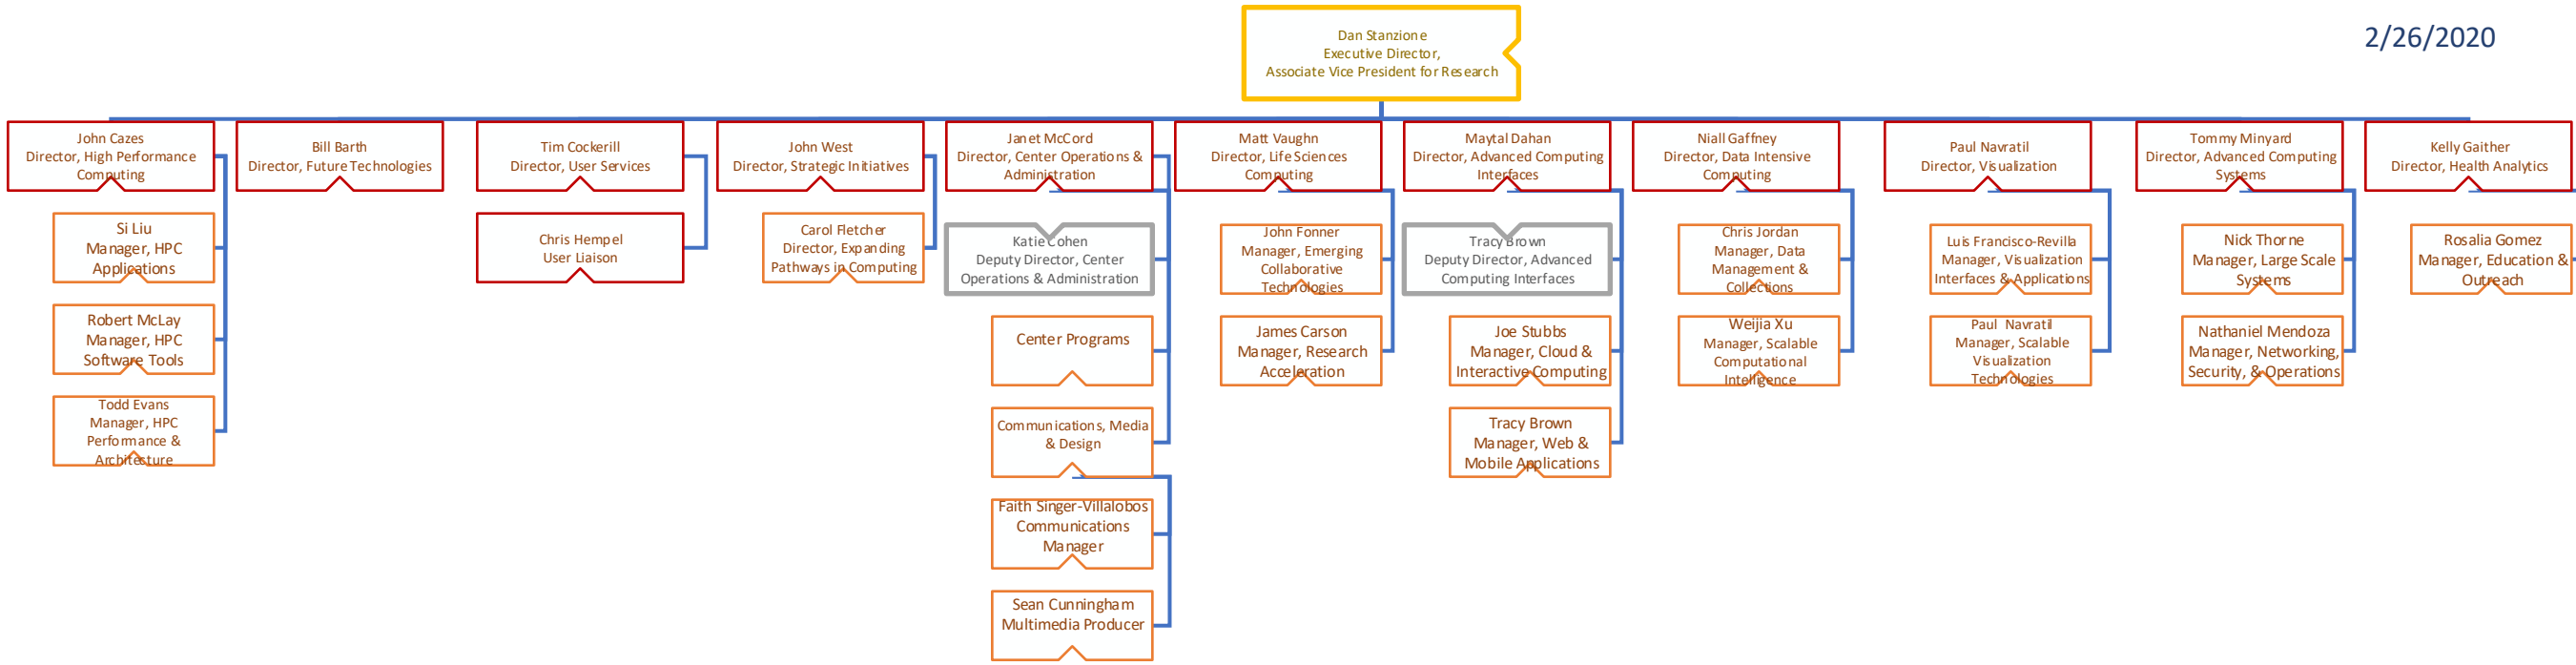 Dan Stanzione
Executive Director,
Associate Vice President for Research
2/26/2020
John Cazes
Director, High Performance
Computing
Bill Barth
Director, Future Technologies
Tim Cockerill
Director, User Services
John West
Director, Strategic Initiatives
Janet McCord
Director, Center Operations &
Administration
Matt Vaughn
Director, Life Sciences
Computing
Maytal Dahan
Director, Advanced Computing
Interfaces
Niall Gaffney
Director, Data Intensive
Computing
Paul Navratil
Director, Visualization
Tommy Minyard
Director, Advanced Computing
Systems
Kelly Gaither
Director, Health Analytics
Si Liu
Manager, HPC
Applications
Chris Hempel
User Liaison
Carol Fletcher
Director, Expanding
Pathways in Computing
Katie Cohen
Deputy Director, Center
Operations & Administration
John Fonner
Manager, Emerging
Collaborative
Technologies
Tracy Brown
Deputy Director, Advanced
Computing Interfaces
Chris Jordan
Manager, Data
Management &
Collections
Luis Francisco-Revilla
Manager, Visualization
Interfaces & Applications
Nick Thorne
Manager, Large Scale
Systems
Rosalia Gomez
Manager, Education &
Outreach
Robert McLay
Manager, HPC
Software Tools
Center Programs
James Carson
Manager, Research
Acceleration
Joe Stubbs
Manager, Cloud &
Interactive Computing
Weijia Xu
Manager, Scalable
Computational
Intelligence
Paul Navratil
Manager, Scalable
Visualization
Technologies
Nathaniel Mendoza
Manager, Networking,
Security, & Operations
Todd Evans
Manager, HPC
Performance &
Architecture
Communications, Media
& Design
Tracy Brown
Manager, Web &
Mobile Applications
Faith Singer-Villalobos
Communications
Manager
Sean Cunningham
Multimedia Producer